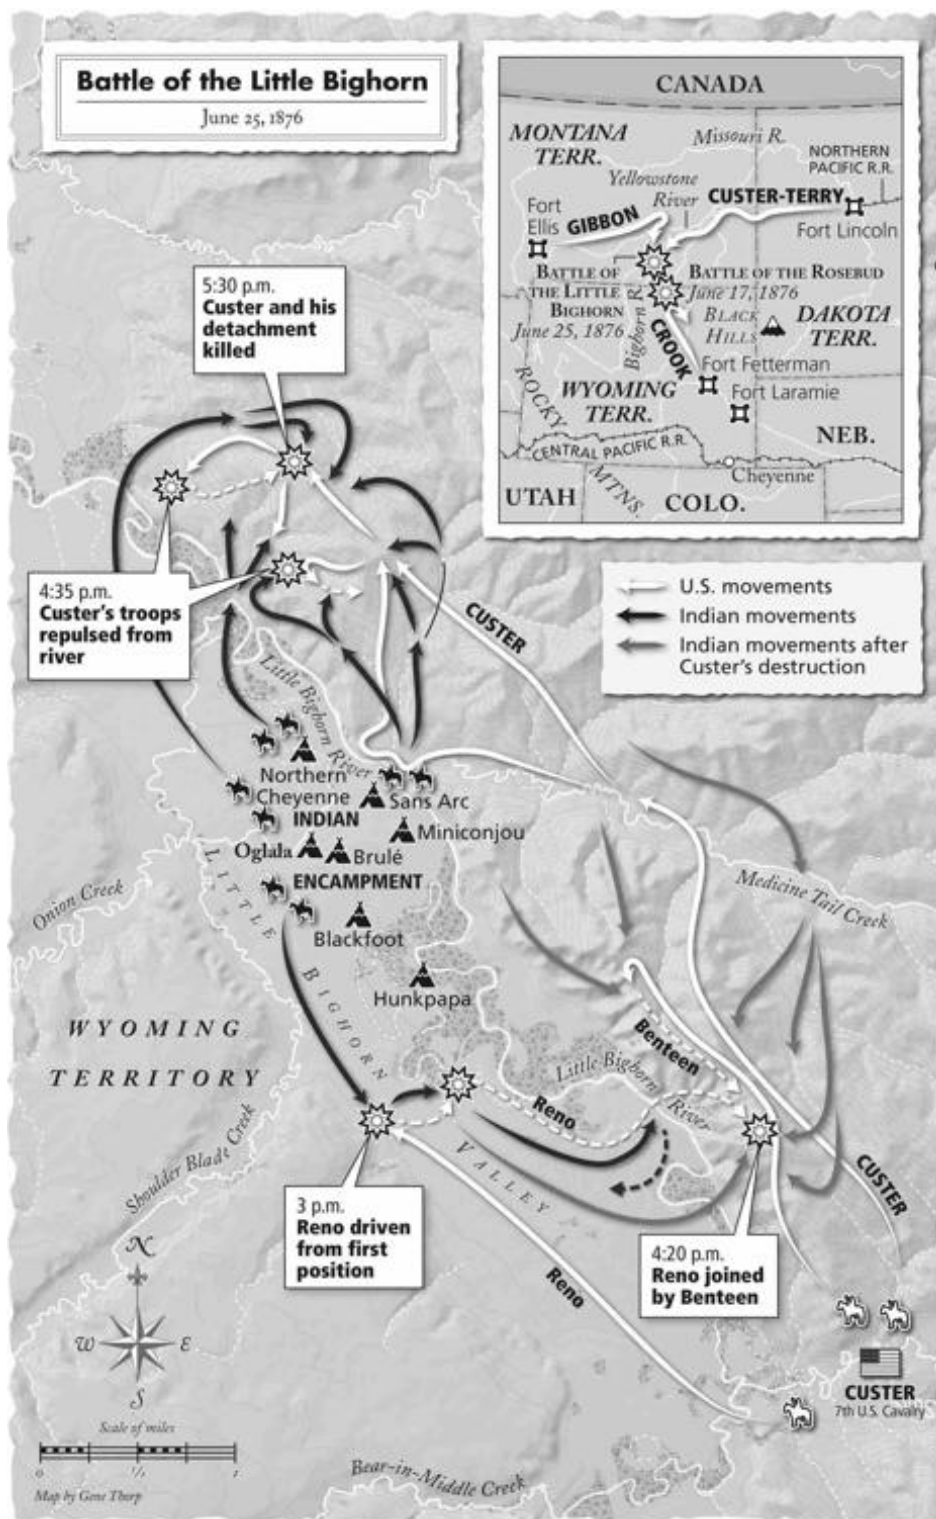 Battle of the Little Bighorn
June 25, 1876
CANADA
MONTANA
TERR.
Missouri R.
NORTHERN
PACIFIC R.R.
Yellowstone
River
CUSTER-TERRY
Fort
Ellis
GIBBON
Fort Lincoln
BATTLE OF
THE LITTLE
BIGHORN
June 25, 1876
BATTLE OF THE ROSEBUD
June 17, 1876
Bighorn R.
BLACK
HILLS
DAKOTA
TERR.
CROOK
Fort Fetterman
Fort Laramie
ROCKY
MTNS.
WYOMING
TERR.
NEB.
CENTRAL PACIFIC R.R.
Cheyenne
UTAH
COLO.
5:30 p.m.
Custer and his
detachment
killed
4:35 p.m.
Custer's troops
repulsed from
river
U.S. movements
Indian movements
Indian movements after
Custer's destruction
CUSTER
Little Bighorn River
Northern
Cheyenne
Sans Arc
INDIAN
Miniconjou
Oglala
Brulé
ENCAMPMENT
Blackfoot
Hunkpapa
Onion Creek
LITTLE
BIGHORN
VALLEY
Medicine Tail Creek
WYOMING
TERRITORY
Benteen
Little Bighorn
River
Reno
Shoulder Blade Creek
3 p.m.
Reno driven
from first
position
4:20 p.m.
Reno joined
by Benteen
CUSTER
Reno
N
W
E
S
CUSTER
7th U.S. Cavalry
Scale of miles
0
1
Bear-in-Middle Creek
Map by Gene Thorp